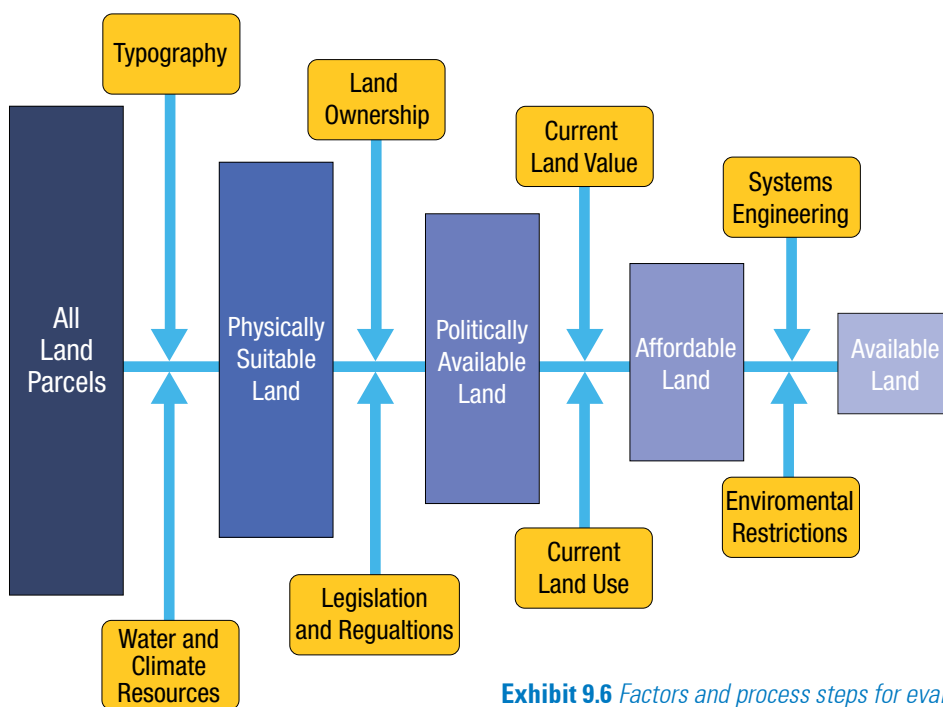 Typography
Land
Ownership
Current
Land Value
Systems
Engineering
All
Land
Parcels
Physically
Suitable
Land
Politically
Available
Land
Affordable
Land
Available
Land
Water and
Climate
Resources
Legislation
and Regualtions
Current
Land Use
Enviromental
Restrictions
Exhibit 9.6 Factors and process steps for eval